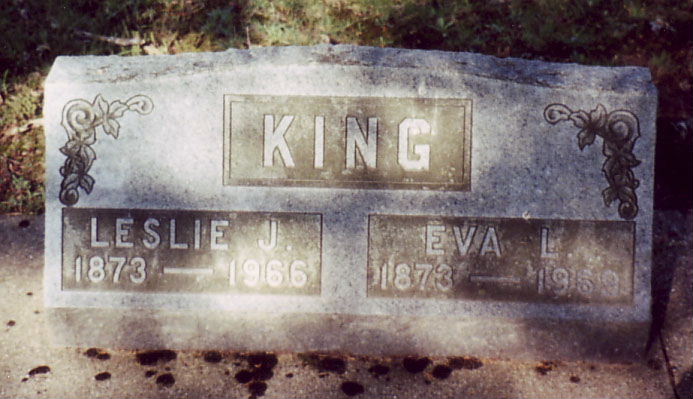 KING
LESLIE J.
1873 — 1966
EVA L.
1873 —